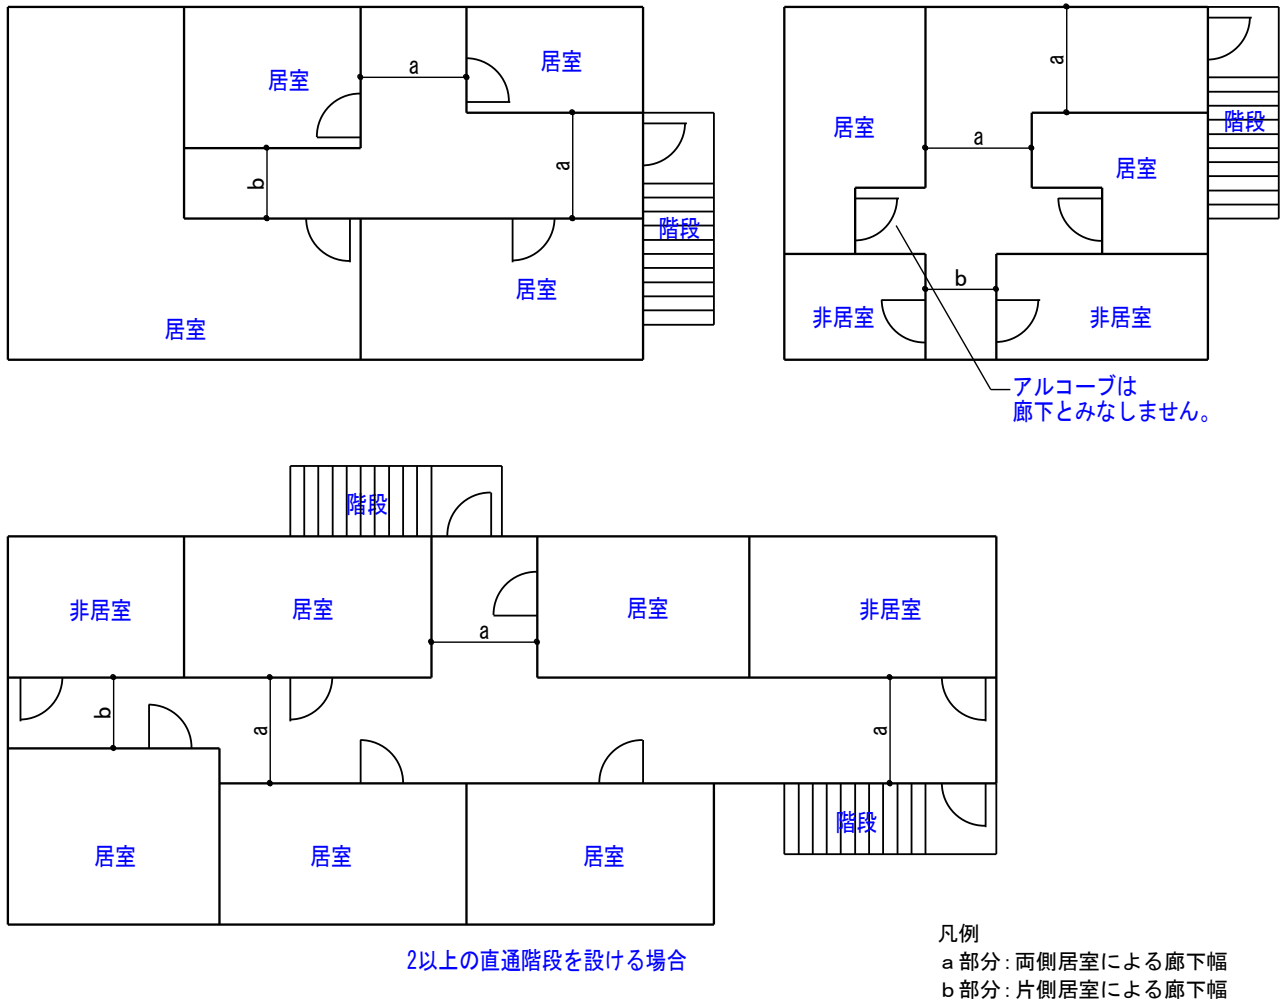 居室
a
居室
b
a
階段
居室
居室
a
階段
居室
a
居室
b
非居室
非居室
アルコーブは
廊下とみなしません。
階段
非居室
居室
a
居室
非居室
b
a
a
階段
居室
居室
居室
2以上の直通階段を設ける場合
凡例
a部分:両側居室による廊下幅
b部分:片側居室による廊下幅